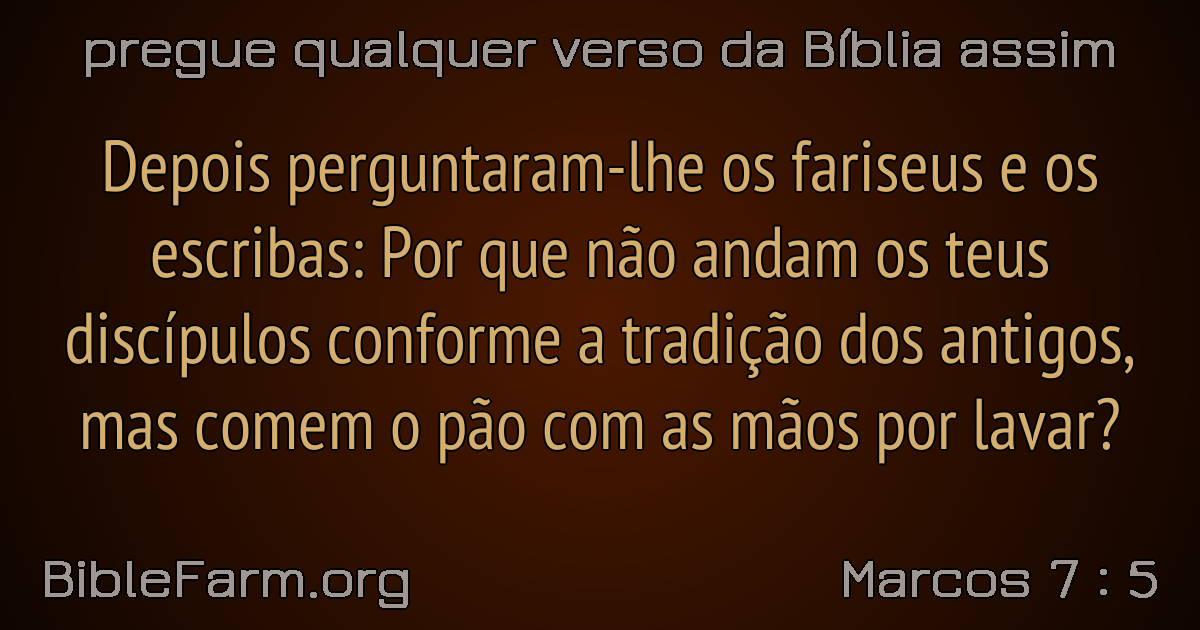 pregue qualquer verso da Bíblia assim
Depois perguntaram-lhe os fariseus e os
escribas: Por que não andam os teus
discípulos conforme a tradição dos antigos,
mas comem o pão com as mãos por lavar?
BibleFarm.org
Marcos 7 : 5